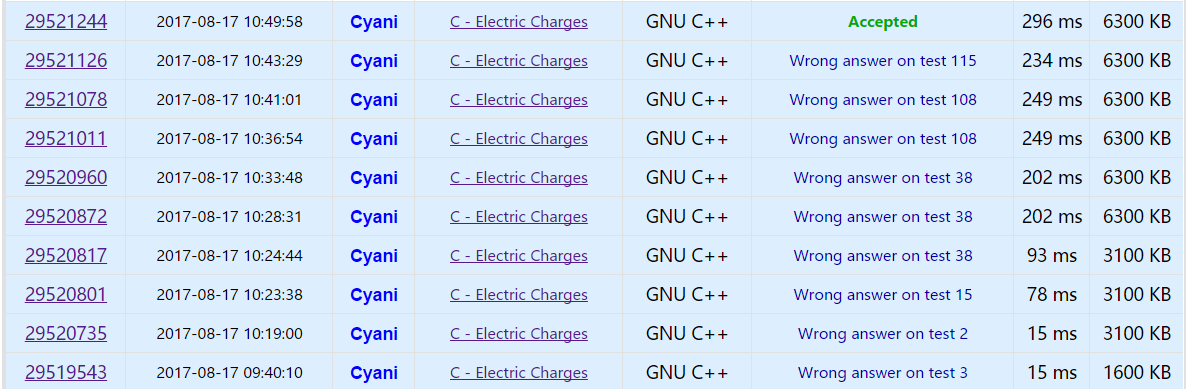 29521244 2017-08-17 10:49:58 Cyani C - Electric Charges GNU C++ Accepted 296 ms 6300 KB
29521126 2017-08-17 10:43:29 Cyani C - Electric Charges GNU C++ Wrong answer on test 115 234 ms 6300 KB
29521078 2017-08-17 10:41:01 Cyani C - Electric Charges GNU C++ Wrong answer on test 108 249 ms 6300 KB
29521011 2017-08-17 10:36:54 Cyani C - Electric Charges GNU C++ Wrong answer on test 108 249 ms 6300 KB
29520960 2017-08-17 10:33:48 Cyani C - Electric Charges GNU C++ Wrong answer on test 38 202 ms 6300 KB
29520872 2017-08-17 10:28:31 Cyani C - Electric Charges GNU C++ Wrong answer on test 38 202 ms 6300 KB
29520817 2017-08-17 10:24:44 Cyani C - Electric Charges GNU C++ Wrong answer on test 38 93 ms 3100 KB
29520801 2017-08-17 10:23:38 Cyani C - Electric Charges GNU C++ Wrong answer on test 15 78 ms 3100 KB
29520735 2017-08-17 10:19:00 Cyani C - Electric Charges GNU C++ Wrong answer on test 2 15 ms 3100 KB
29519543 2017-08-17 09:40:10 Cyani C - Electric Charges GNU C++ Wrong answer on test 3 15 ms 1600 KB